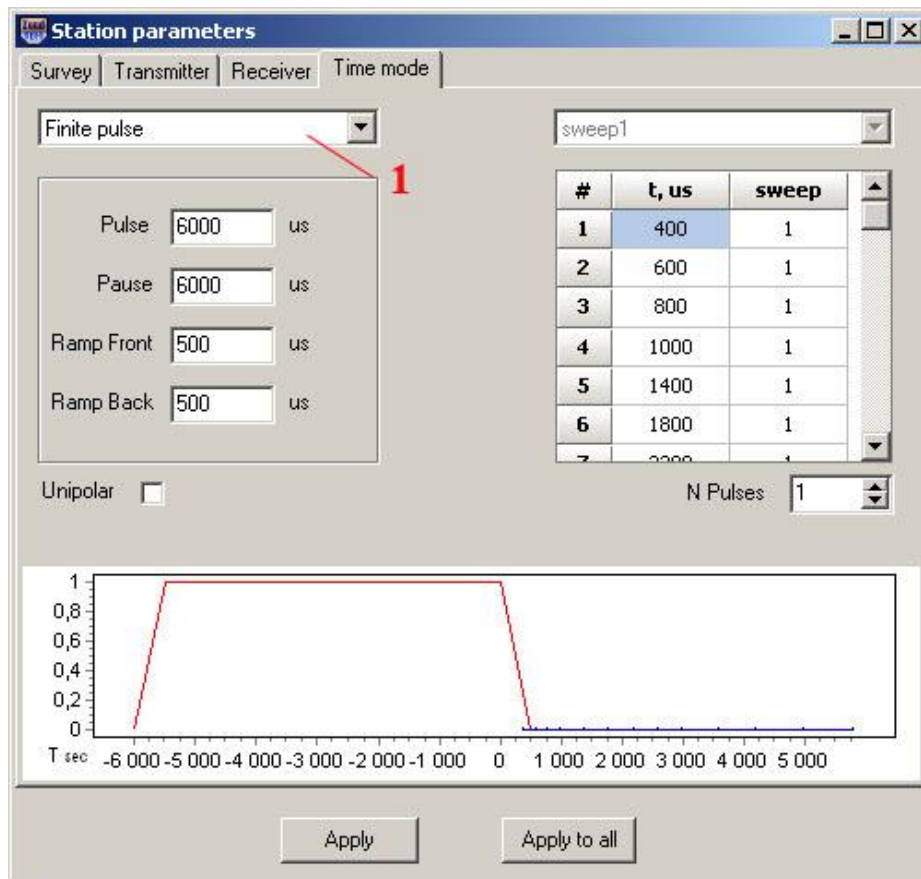 Station parameters
Survey Transmitter Receiver Time mode
Finite pulse
sweep1
1
Pulse 6000 us
Pause 6000 us
Ramp Front 500 us
Ramp Back 500 us
# t, us sweep
1 400 1
2 600 1
3 800 1
4 1000 1
5 1400 1
6 1800 1
Unipolar
N Pulses 1
1
0,8
0,6
0,4
0,2
0
T sec -6 000 -5 000 -4 000 -3 000 -2 000 -1 000 0 1 000 2 000 3 000 4 000 5 000
Apply Apply to all